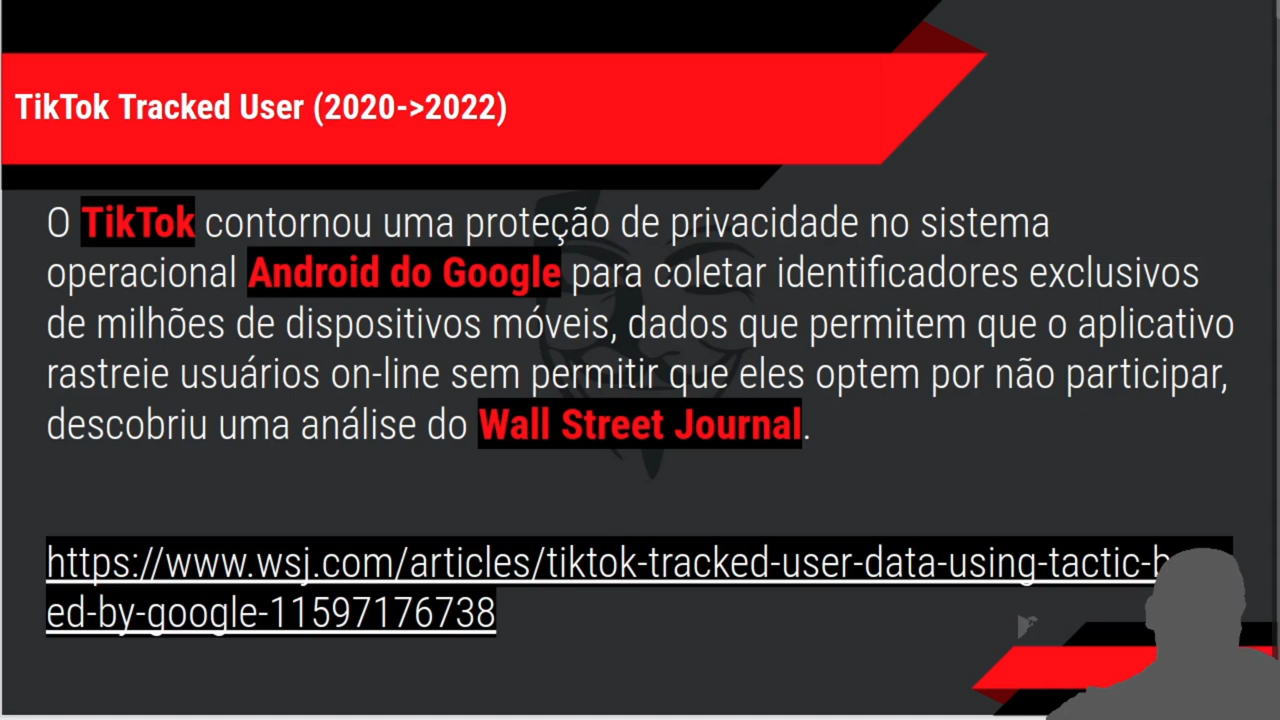 TikTok Tracked User (2020->2022)
O TikTok contornou uma proteção de privacidade no sistema
operacional Android do Google para coletar identificadores exclusivos
de milhões de dispositivos móveis, dados que permitem que o aplicativo
rastreie usuários on-line sem permitir que eles optem por não participar,
descobriu uma análise do Wall Street Journal.
https://www.wsj.com/articles/tiktok-tracked-user-data-using-tactic-b
ed-by-google-11597176738